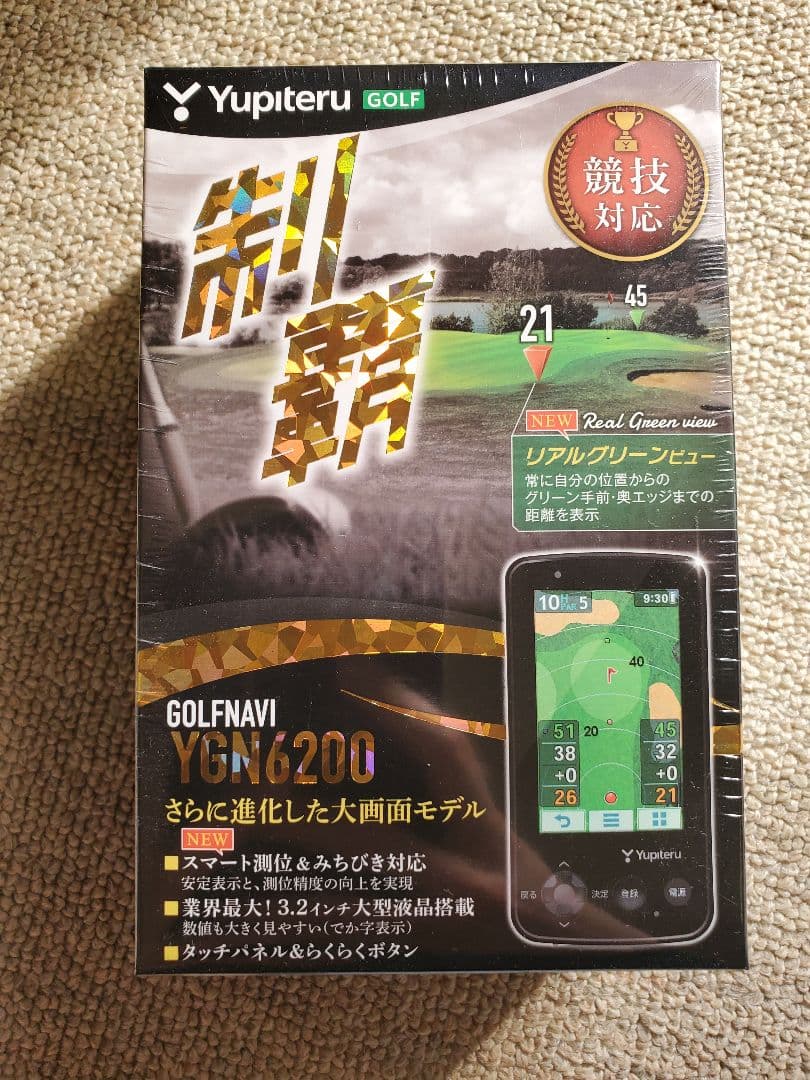 Yupiteru GOLF
競技
対応
制覇
45
21
NEW Real Green view
リアルグリーンビュー
常に自分の位置からの
グリーン手前・奥エッジまでの
距離を表示
10 H PAR 5 9:30
40
20
51 45
38 32
+0 +0
26 21
Yupiteru
戻る 決定 登録 電源
GOLFNAVI
YGN6200
さらに進化した大画面モデル
NEW
■スマート測位&みちびき対応
安定表示と、測位精度の向上を実現
■業界最大!3.2インチ大型液晶搭載
数値も大きく見やすい(でか字表示)
■タッチパネル&らくらくボタン